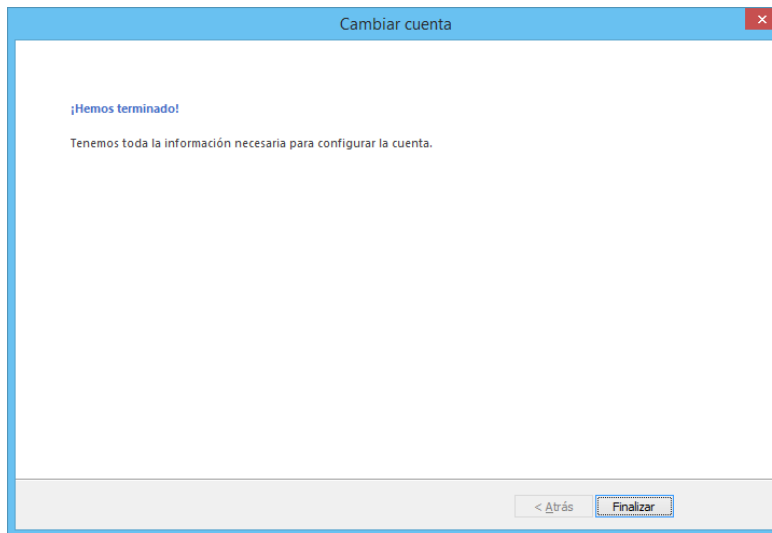 Cambiar cuenta
¡Hemos terminado!
Tenemos toda la información necesaria para configurar la cuenta.
< Atrás
Finalizar